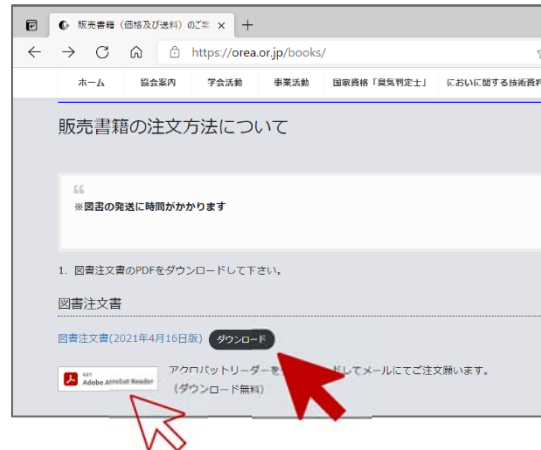 販売書籍（価格及び送料）のご
https://orea.or.jp/books/
ホーム 協会案内 学会活動 事業活動 国家資格「臭気判定士」 においに関する技術資料
販売書籍の注文方法について
※図書の発送に時間がかかります
1. 図書注文書のPDFをダウンロードして下さい。
図書注文書
図書注文書(2021年4月16日版) ダウンロード
GET
Adobe Acrobat Reader
アクロバットリーダーを ドしてメールにてご注文願います。
（ダウンロード無料）